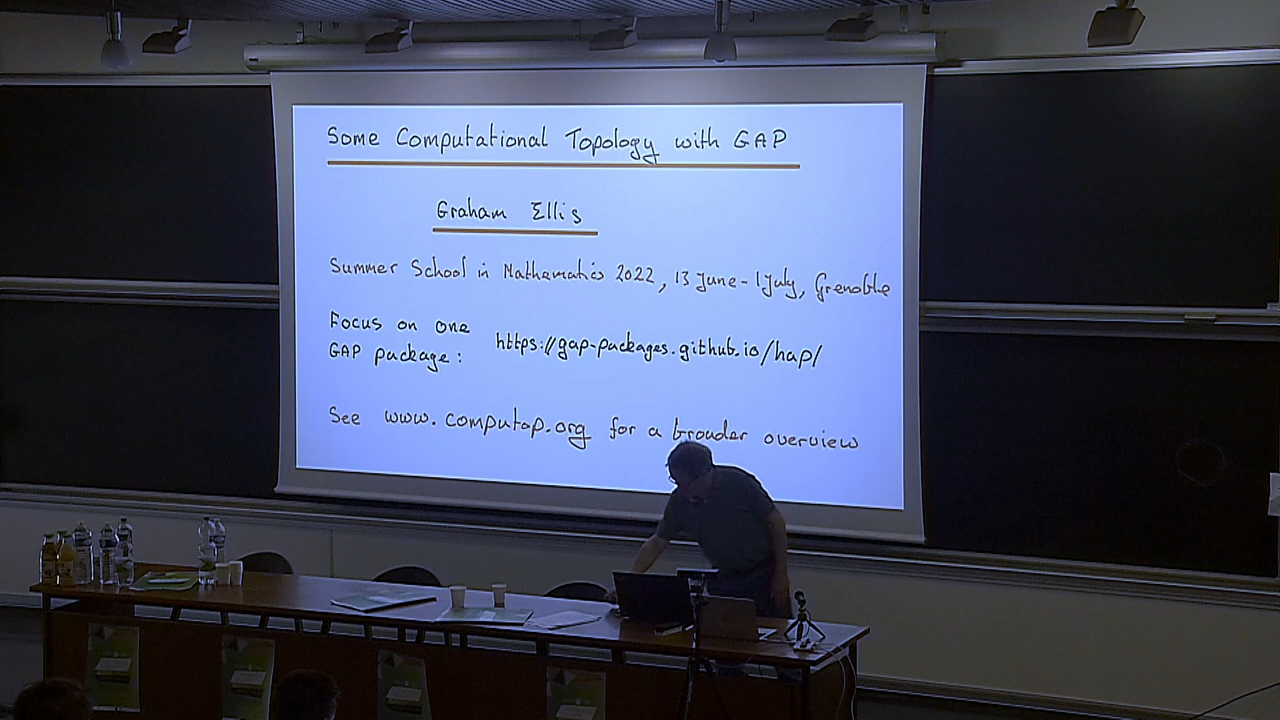 Some Computational Topology with GAP
Graham Ellis
Summer School in Mathematics 2022, 13 June - 1 July, Grenoble
Focus on one
GAP package: https://gap-packages.github.io/hap/
See www.computop.org for a broader overview